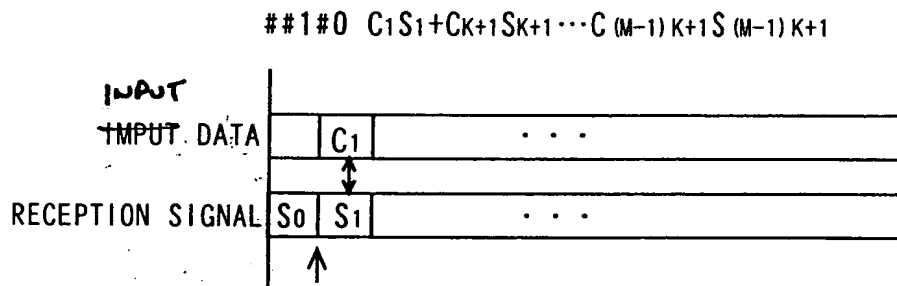 ##1#0 C1S1+CK+1SK+1···C(M-1)K+1S(M-1)K+1
INPUT
IMPUT DATA C1 ···
RECEPTION SIGNAL S0 S1 ···